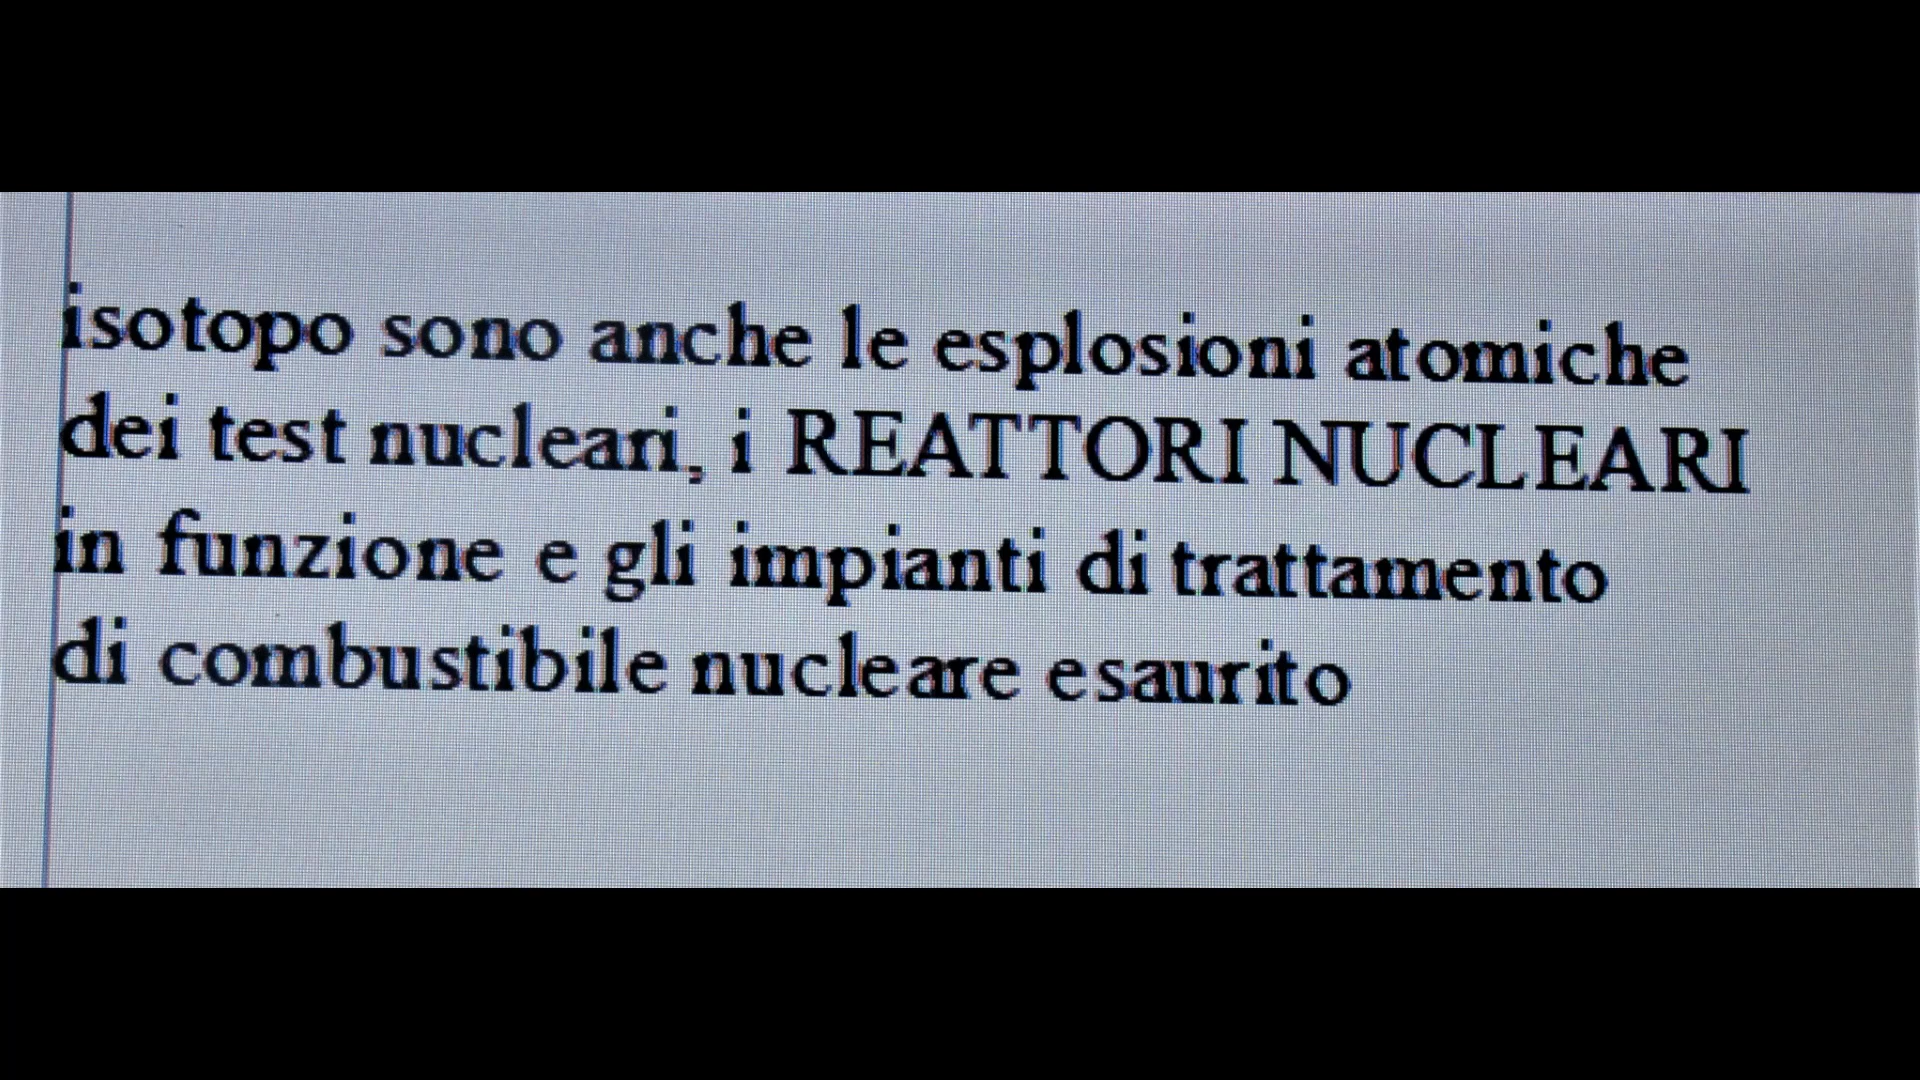 isotopo sono anche le esplosioni atomiche
dei test nucleari, i REATTORI NUCLEARI
in funzione e gli impianti di trattamento
di combustibile nucleare esaurito